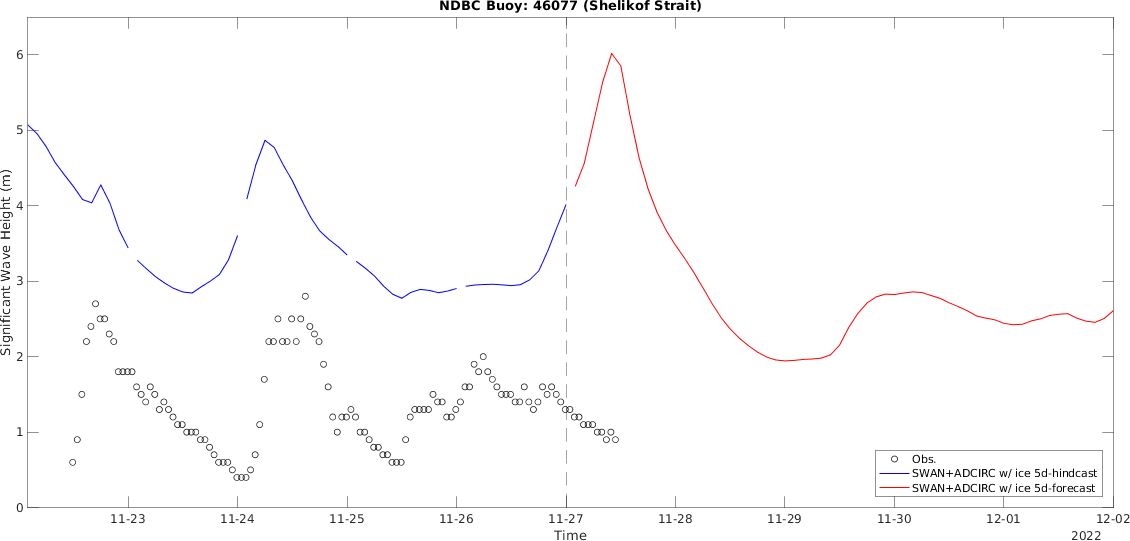 NDBC Buoy: 46077 (Shelikof Strait)
Significant Wave Height (m)
6
5
4
3
2
1
0
Obs.
SWAN+ADCIRC w/ ice 5d-hindcast
SWAN+ADCIRC w/ ice 5d-forecast
11-23 11-24 11-25 11-26 11-27 11-28 11-29 11-30 12-01 12-02
Time
2022